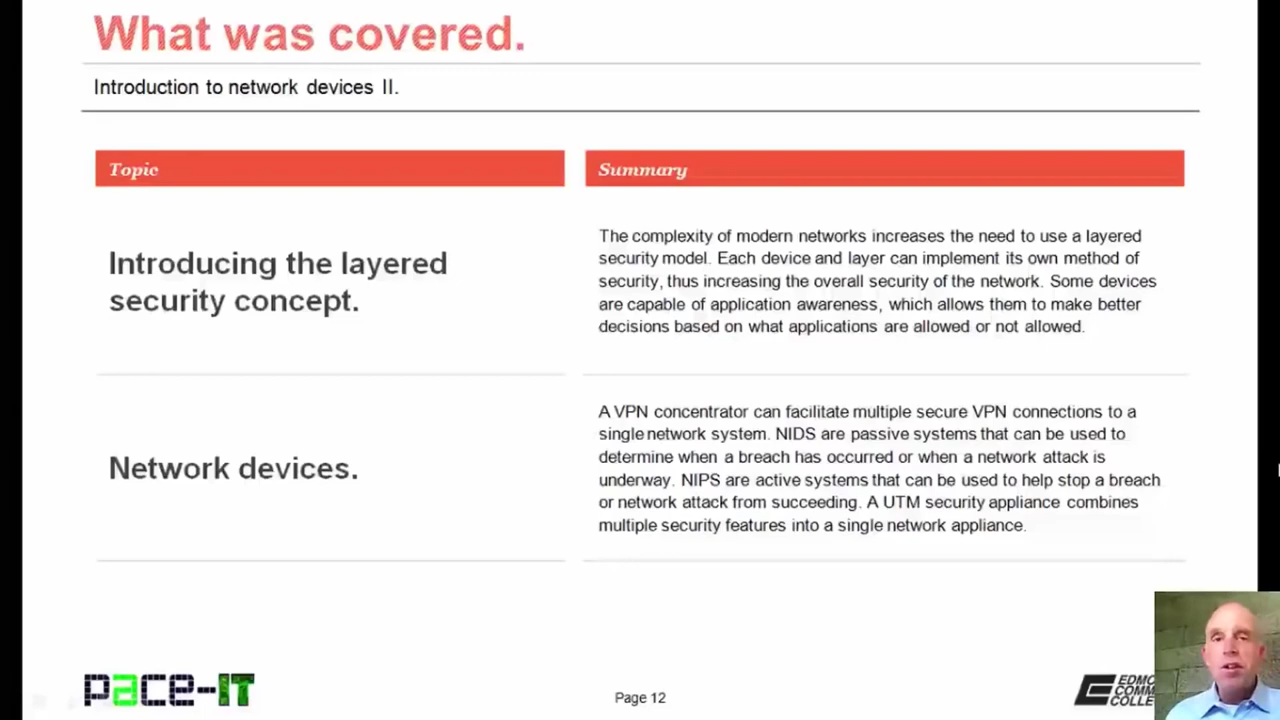 What was covered.
Introduction to network devices II.
Topic
Summary
Introducing the layered
security concept.
The complexity of modern networks increases the need to use a layered
security model. Each device and layer can implement its own method of
security, thus increasing the overall security of the network. Some devices
are capable of application awareness, which allows them to make better
decisions based on what applications are allowed or not allowed.
Network devices.
A VPN concentrator can facilitate multiple secure VPN connections to a
single network system. NIDS are passive systems that can be used to
determine when a breach has occurred or when a network attack is
underway. NIPS are active systems that can be used to help stop a breach
or network attack from succeeding. A UTM security appliance combines
multiple security features into a single network appliance.
pace-IT
Page 12